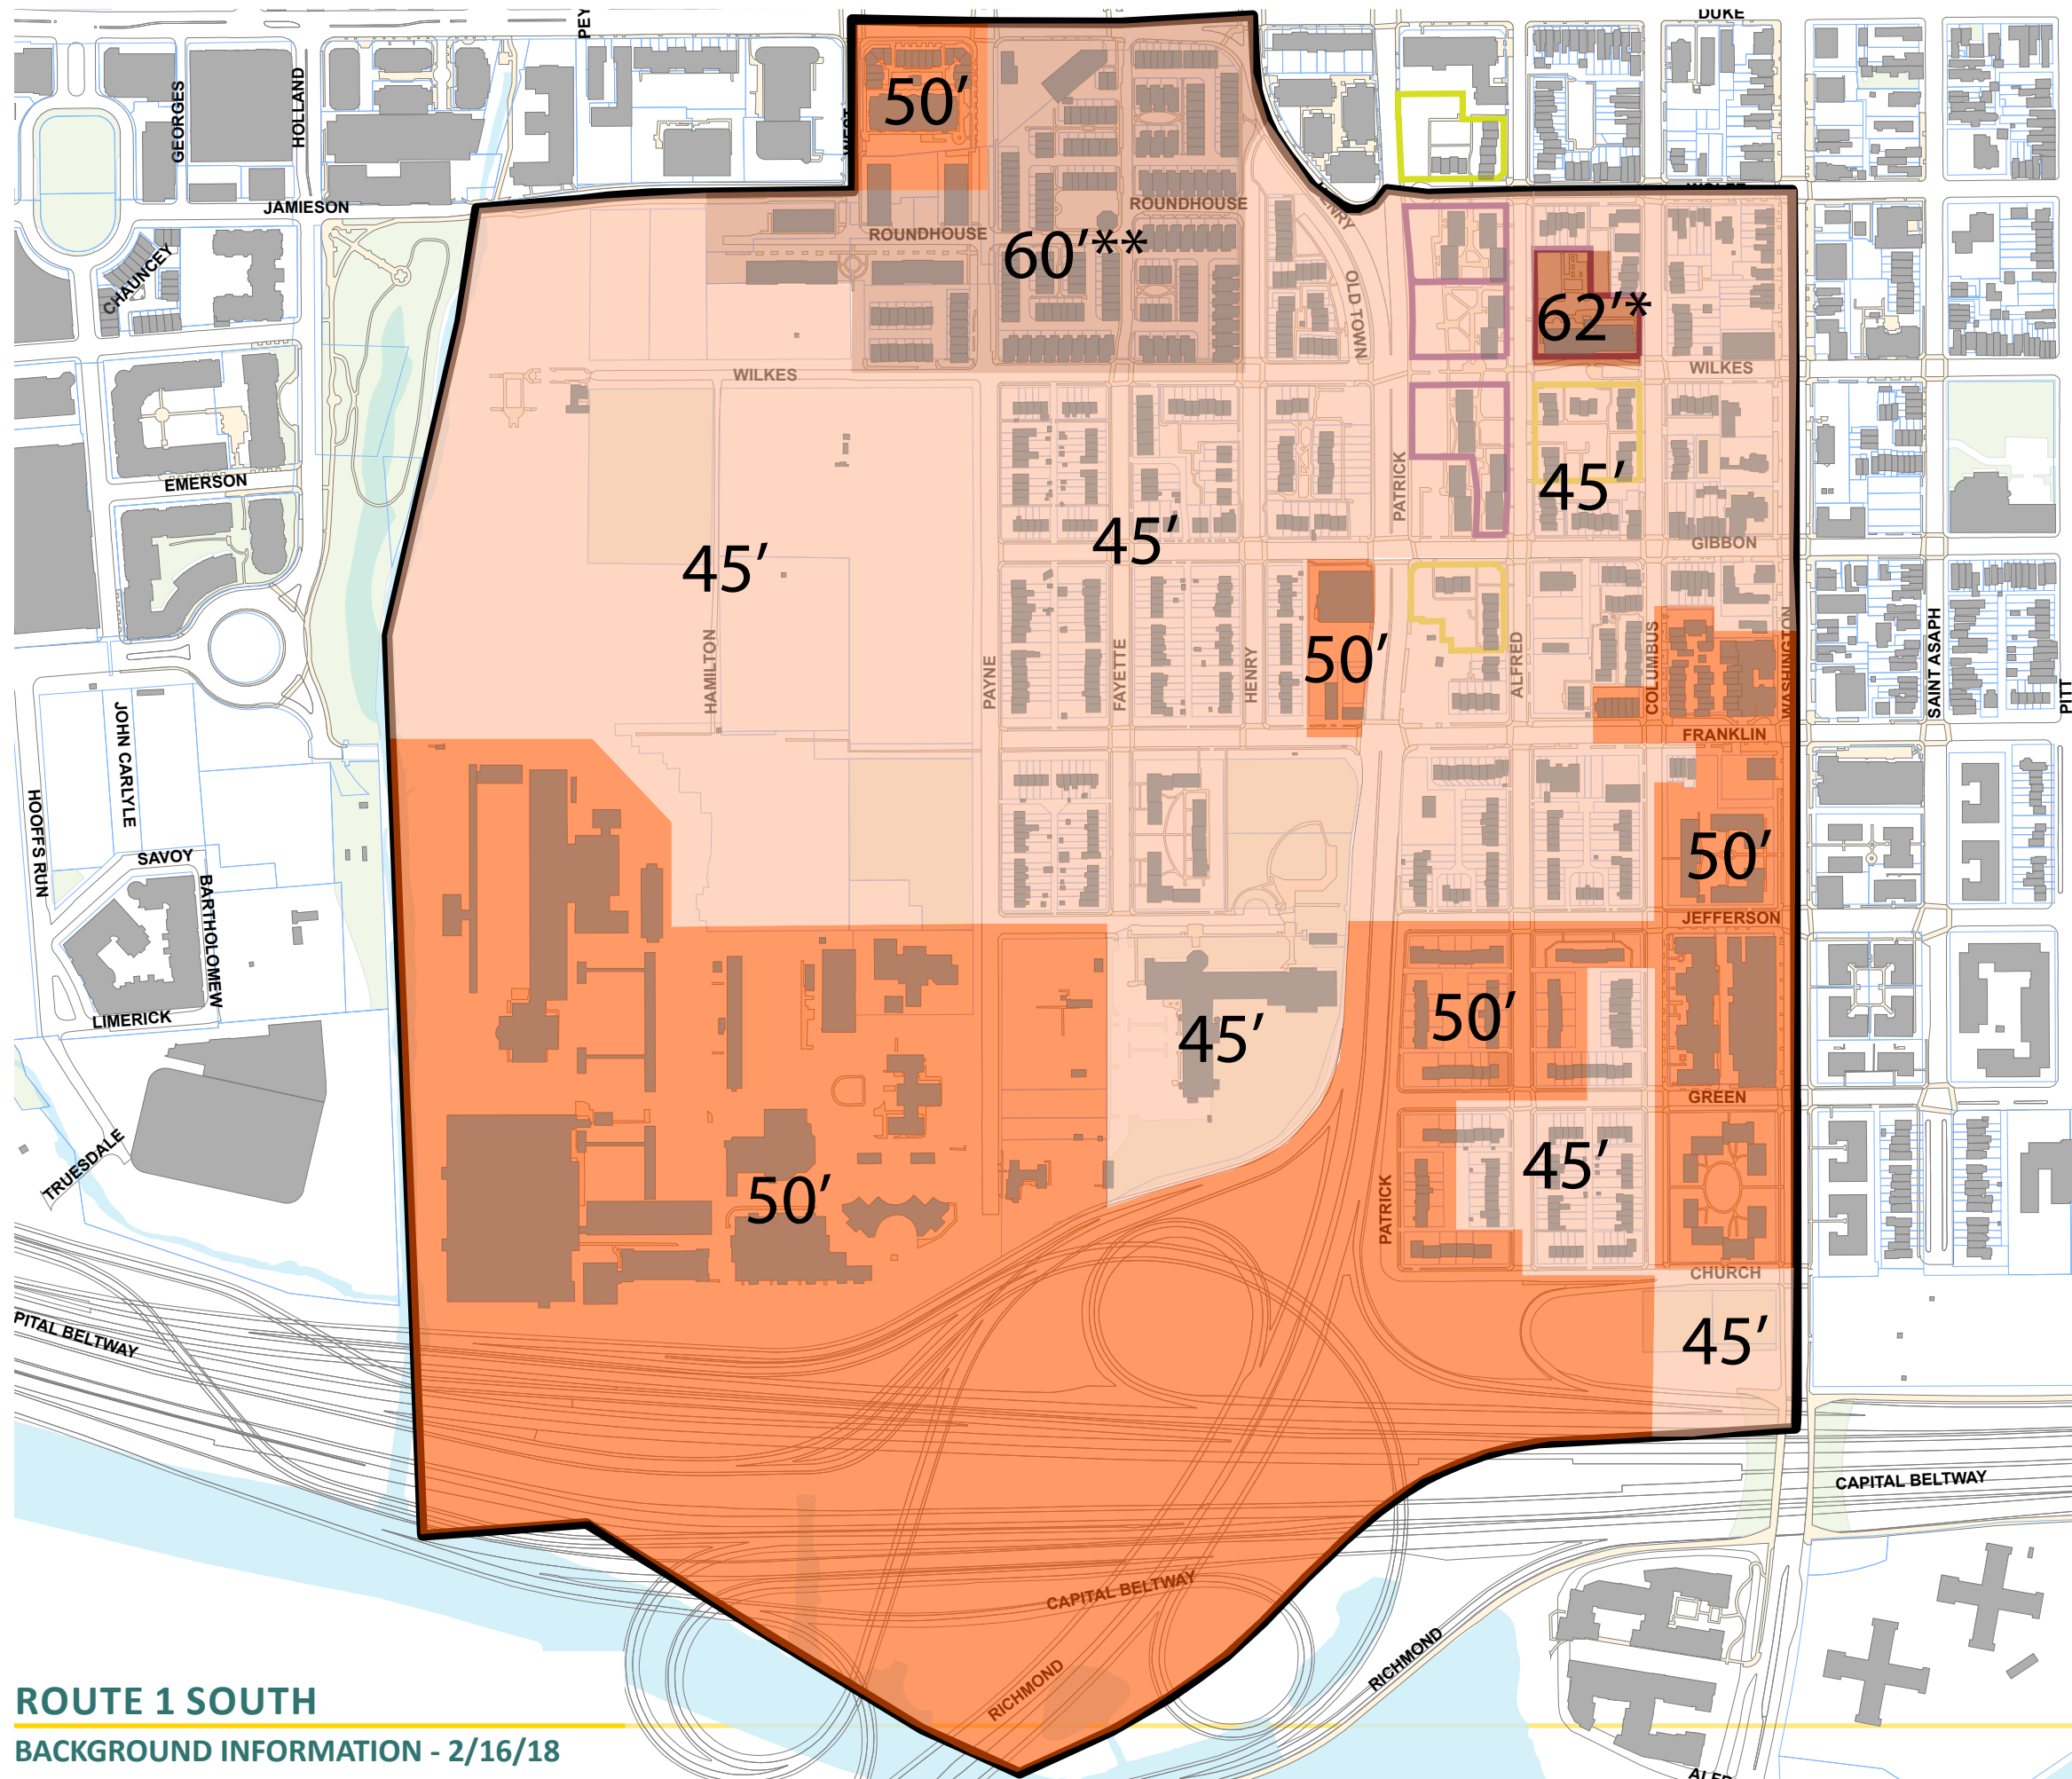 PEY
DUKE
GEORGES
HOLLAND
WEST
50’
JAMIESON
ROUNDHOUSE
ROUNDHOUSE
HENRY
60’**
CHAUNCEY
OLD TOWN
62’*
WILKES
WILKES
EMERSON
PATRICK
45’
45’
45’
GIBBON
HAMILTON
PAYNE
FAYETTE
HENRY
50’
ALFRED
COLUMBUS
WASHINGTON
SAINT ASAPH
PITT
JOHN CARLYLE
FRANKLIN
HOOFFS RUN
SAVOY
BARTHOLOMEW
50’
JEFFERSON
LIMERICK
45’
50’
GREEN
TRUESDALE
50’
45’
PATRICK
CHURCH
PITAL BELTWAY
45’
CAPITAL BELTWAY
CAPITAL BELTWAY
RICHMOND
RICHMOND
ROUTE 1 SOUTH
BACKGROUND INFORMATION - 2/16/18